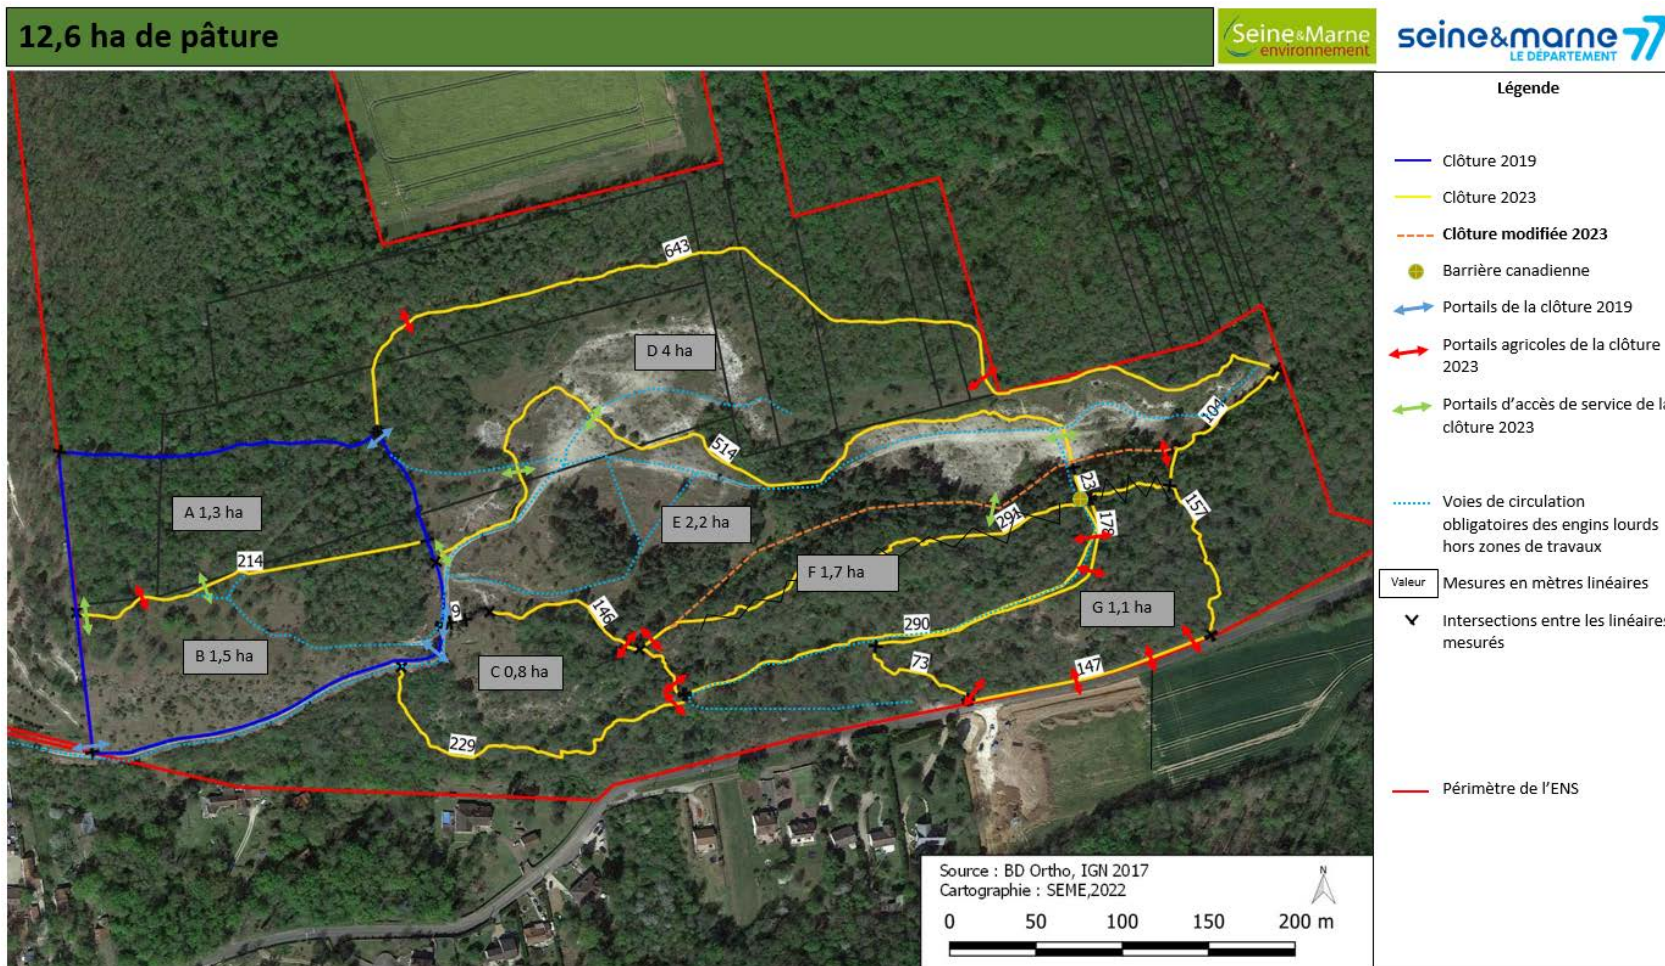 12,6 ha de pâture
Seine&Marne
environnement
seine&marne 77
LE DÉPARTEMENT
Légende
Clôture 2019
Clôture 2023
Clôture modifiée 2023
Barrière canadienne
Portails de la clôture 2019
Portails agricoles de la clôture
2023
Portails d'accès de service de la
clôture 2023
Voies de circulation
obligatoires des engins lourds
hors zones de travaux
Valeur Mesures en mètres linéaires
Intersections entre les linéaires
mesurés
Périmètre de l'ENS
643
D 4 ha
104
514
23
A 1,3 ha
157
E 2,2 ha
291
178
214
F 1,7 ha
9
146
G 1,1 ha
290
B 1,5 ha
C 0,8 ha
73
147
229
Source : BD Ortho, IGN 2017
Cartographie : SEME,2022
N
0 50 100 150 200 m